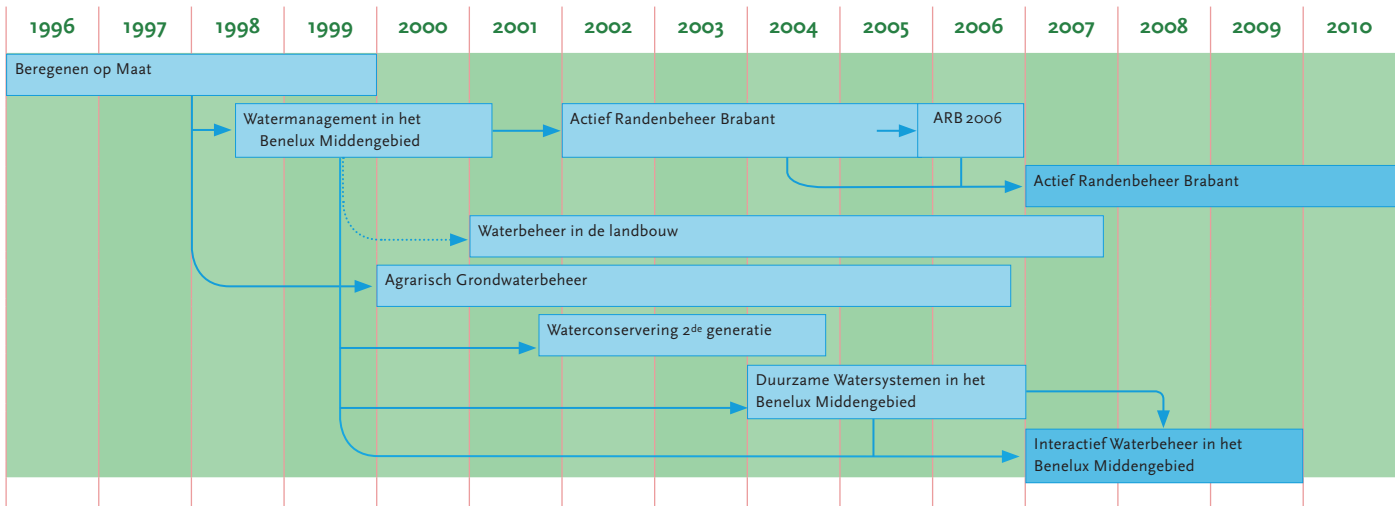 1996 1997 1998 1999 2000 2001 2002 2003 2004 2005 2006 2007 2008 2009 2010
Beregenen op Maat
Watermanagement in het
Benelux Middengebied
Actief Randenbeheer Brabant
ARB 2006
Actief Randenbeheer Brabant
Waterbeheer in de landbouw
Agrarisch Grondwaterbeheer
Waterconservering 2de generatie
Duurzame Watersystemen in het
Benelux Middengebied
Interactief Waterbeheer in het
Benelux Middengebied